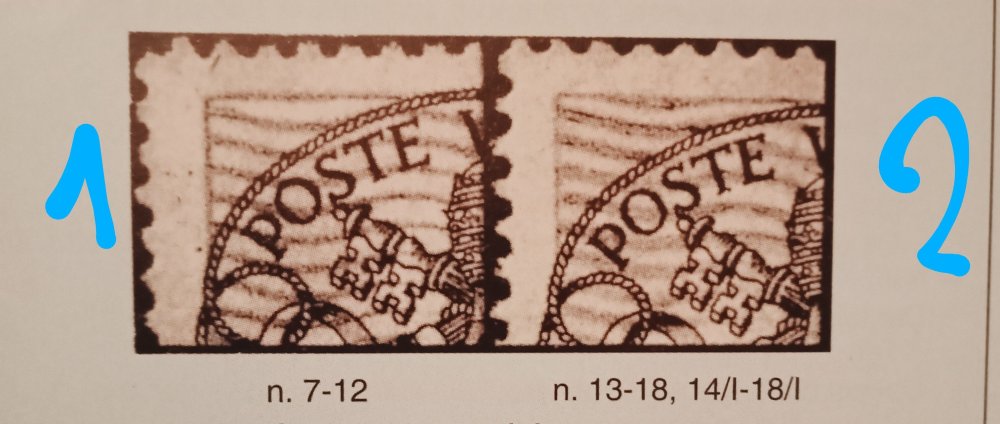 1
2
POSTE
POSTE
n. 7-12
n. 13-18, 14/I-18/I